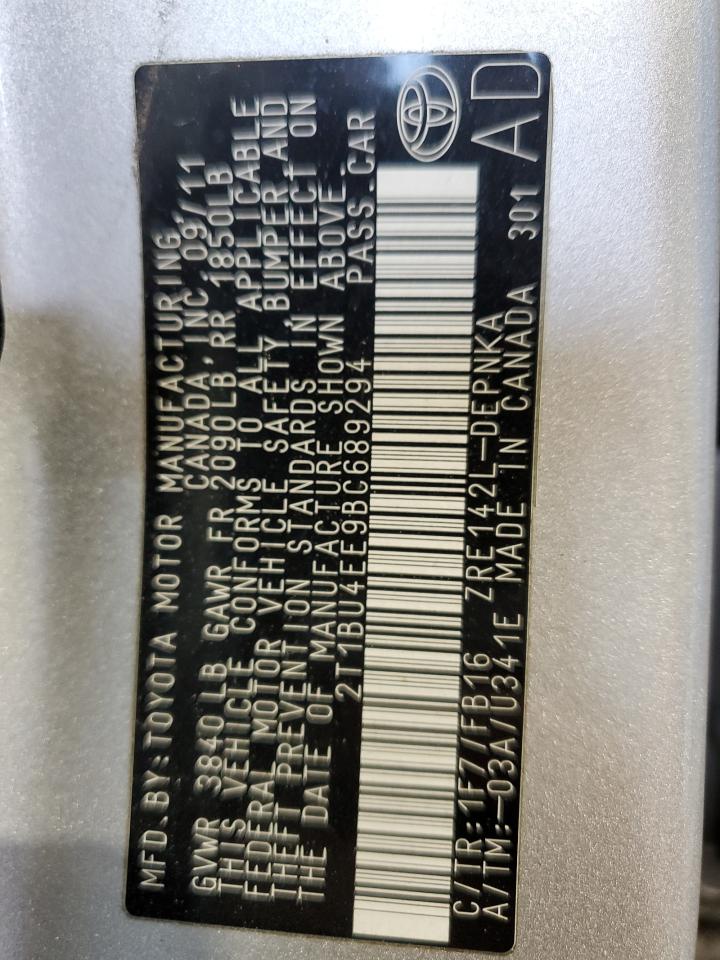 MFD.BY:TOYOTA MOTOR MANUFACTURING
CANADA, INC. 09/11
GVWR 3840 LB GAWR FR 2090LB RR 1850LB
THIS VEHICLE CONFORMS TO ALL APPLICABLE
FEDERAL MOTOR VEHICLE SAFETY, BUMPER, AND
THEFT PREVENTION STANDARDS IN EFFECT ON
THE DATE OF MANUFACTURE SHOWN ABOVE.
2T1BU4EE9BC689294 PASS.CAR
C/TR:1F7/FB16 ZRE142L-DEPNKA
A/TM:-03A/U341E MADE IN CANADA 301 AD